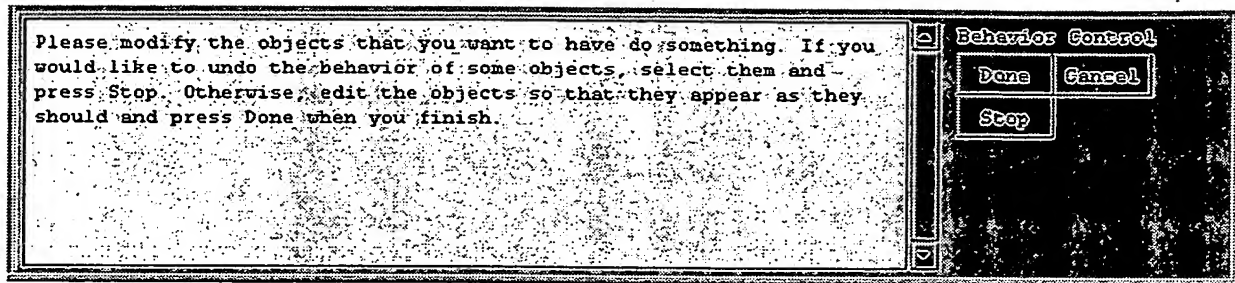 Please modify the objects that you want to have do something. If you
would like to undo the behavior of some objects, select them and
press Stop. Otherwise, edit the objects so that they appear as they
should and press Done when you finish.
Behavior Control
Done Cancel
Stop